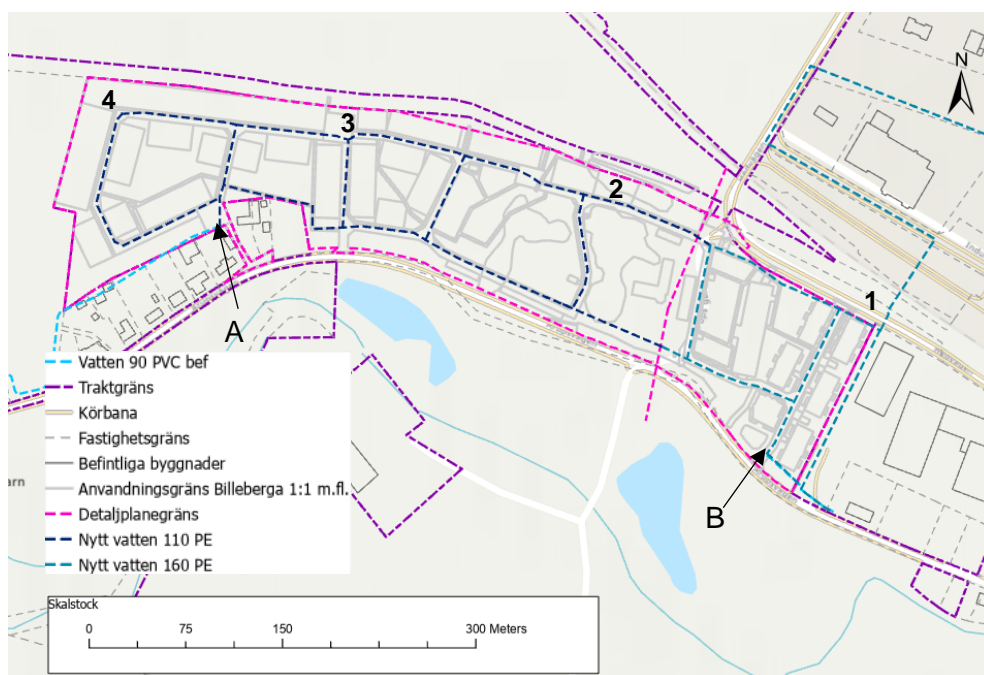 N
4
3
2
1
A
B
Vatten 90 PVC bef
Traktgräns
Körbana
Fastighetsgräns
Befintliga byggnader
Anvandningsgräns Billeberga 1:1 m.fl.
Detaljplanegräns
Nytt vatten 110 PE
Nytt vatten 160 PE
arn
Skalstock
0 75 150 300 Meters